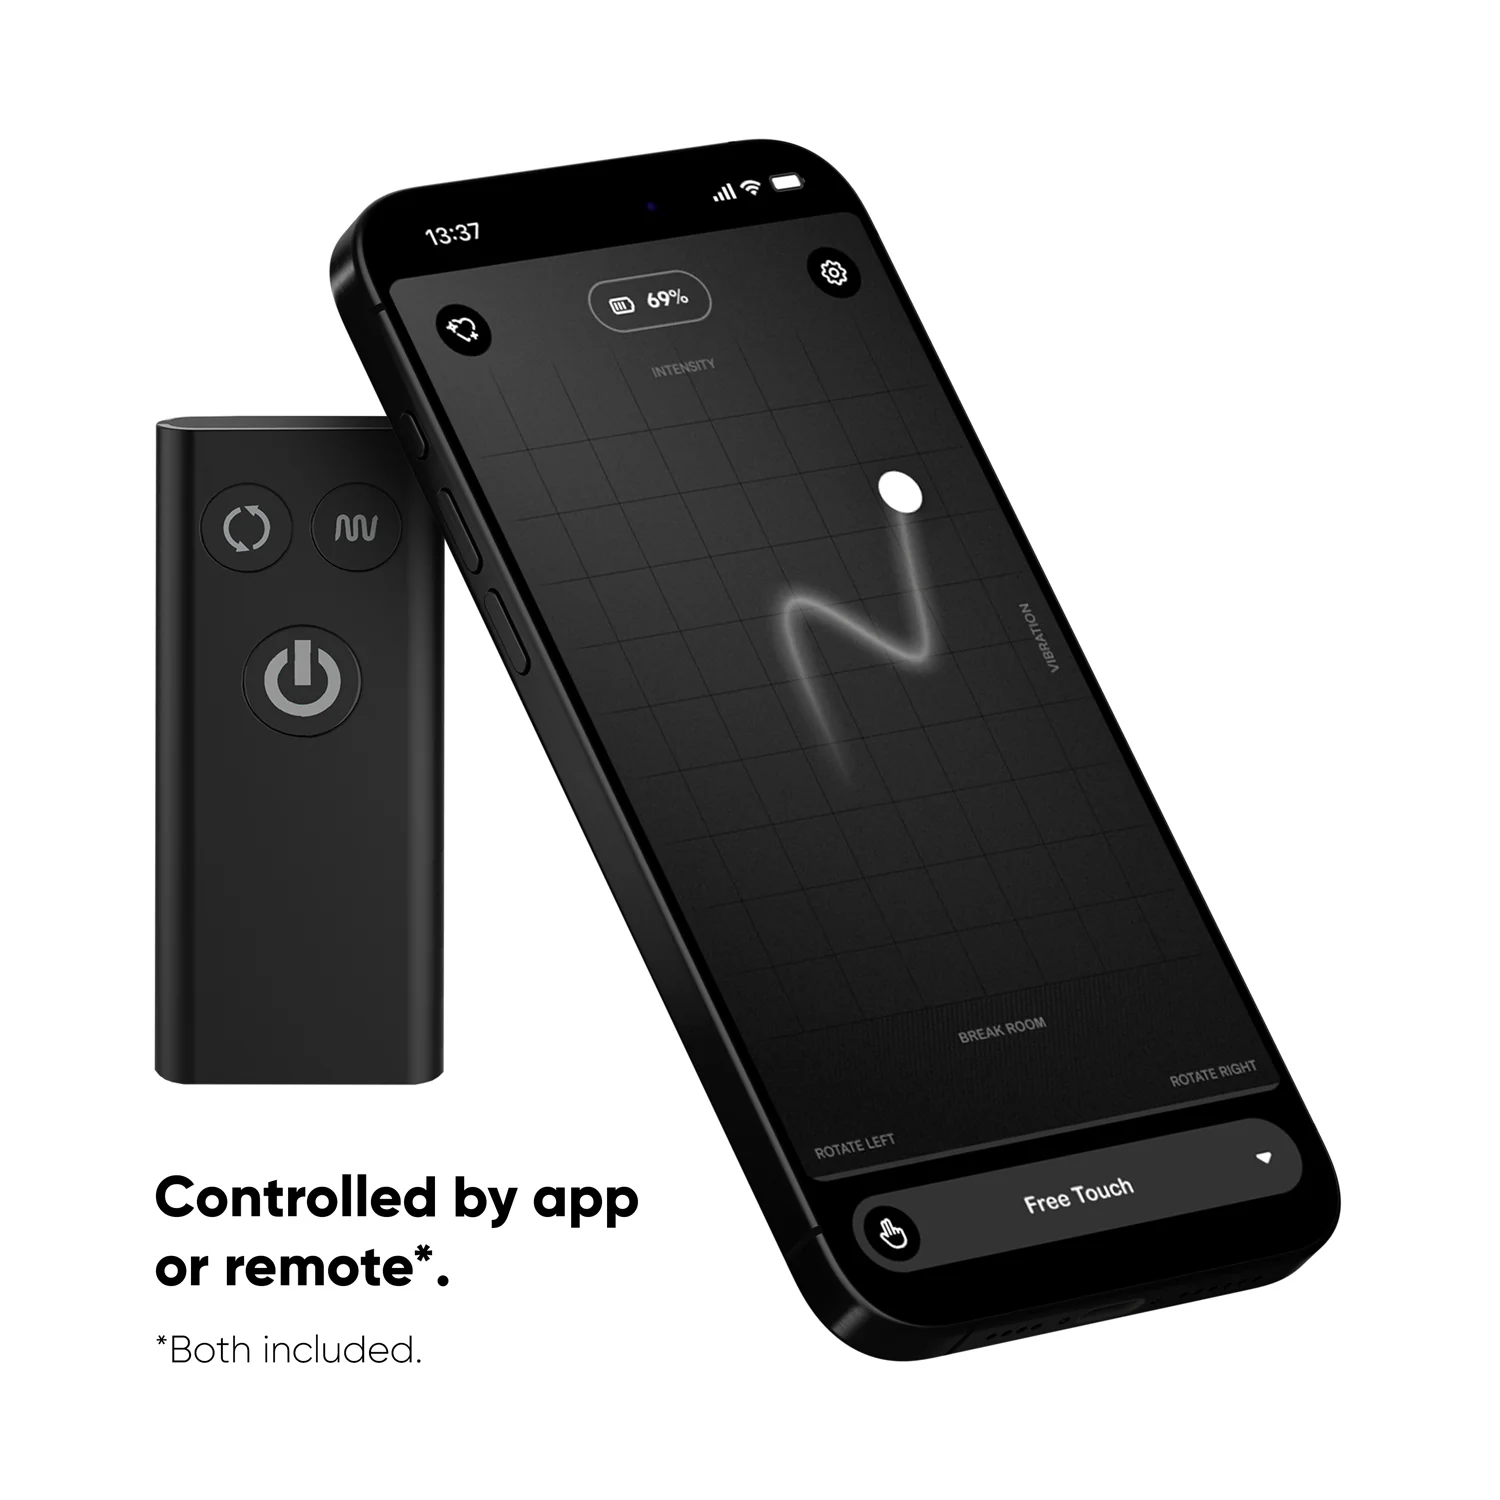 13:37
69%
INTENSITY
VIBRATION
BREAK ROOM
ROTATE RIGHT
ROTATE LEFT
Free Touch
Controlled by app
or remote*.
*Both included.